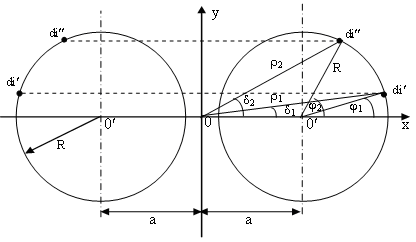 y
di″ di″
ρ₂ R
di′ di′
ρ₁
δ₂ δ₁ φ₂ φ₁
0′ 0 0′ x
R
a a